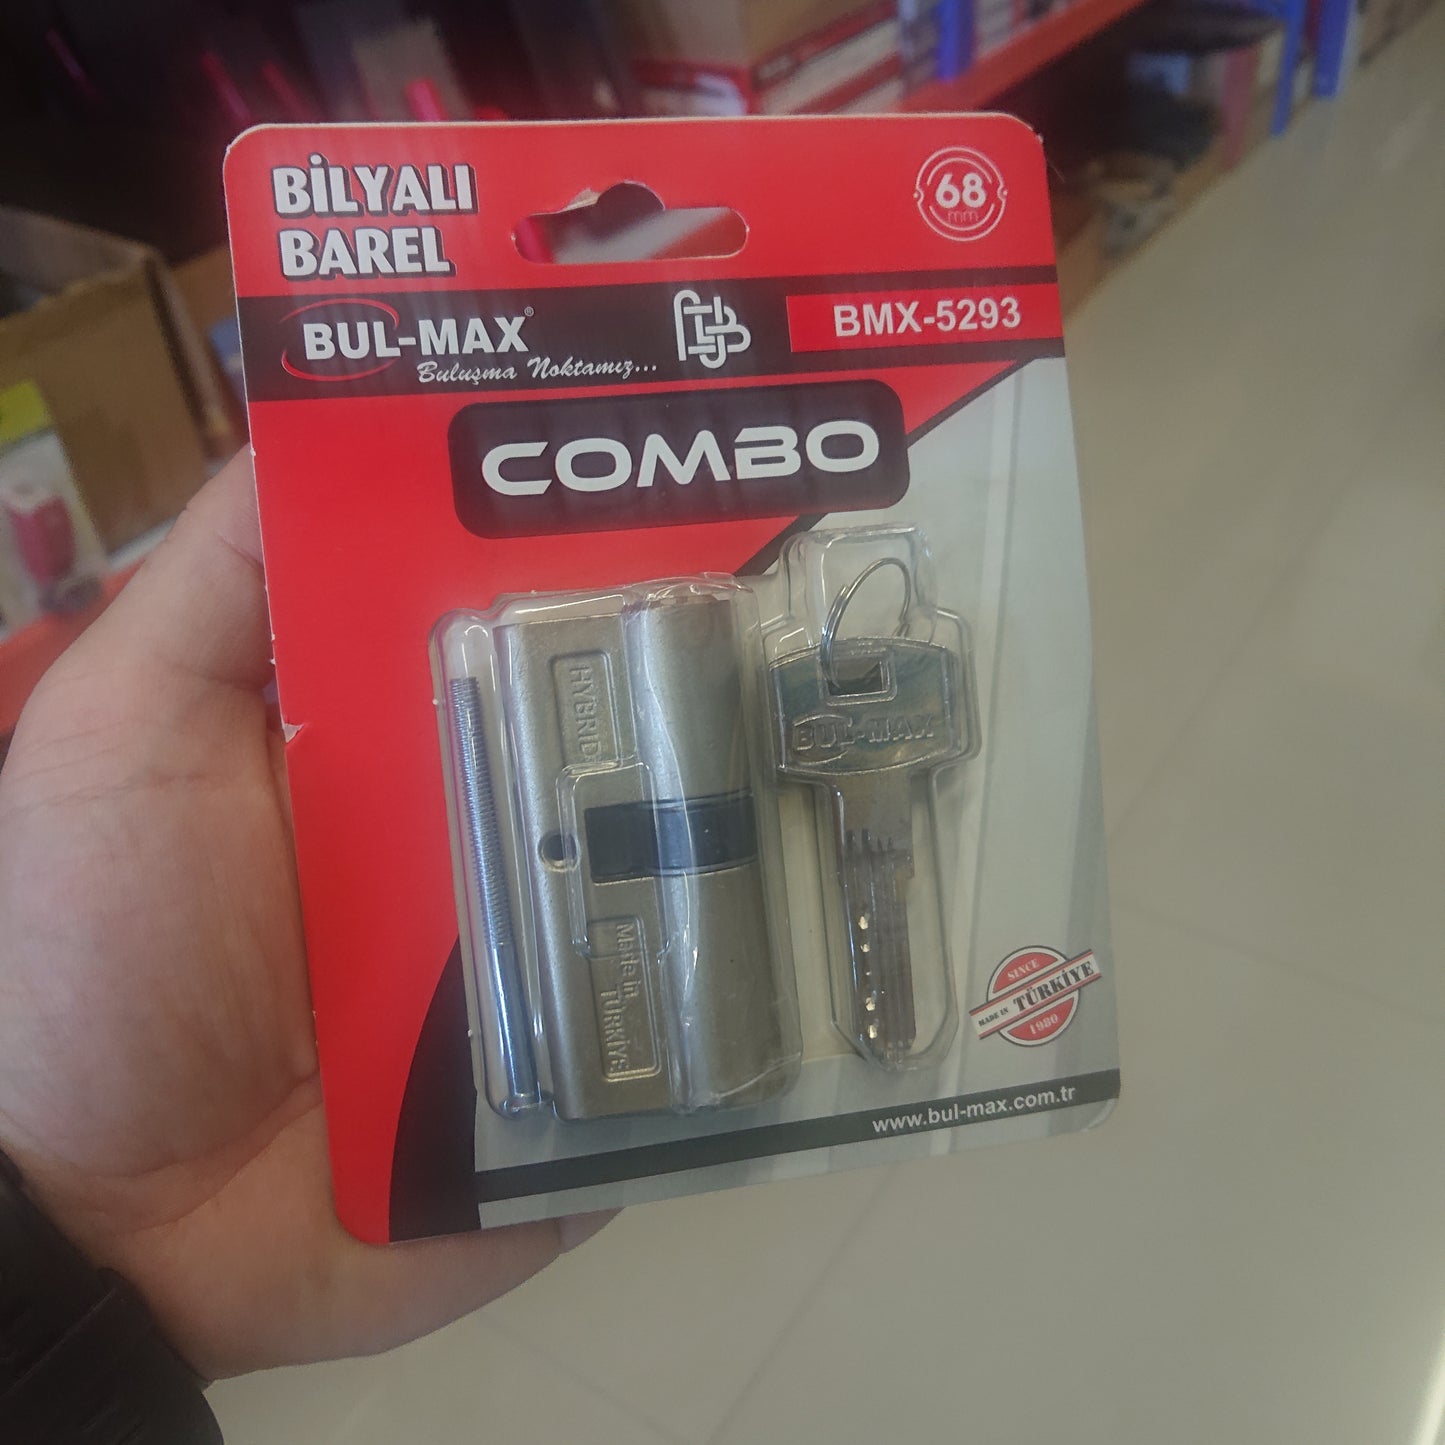 BİLYALI
BAREL
68
mm
BUL-MAX®
Buluşma Noktamız...
BMX-5293
COMBO
HYBRID
BUL-MAX
Made in
TÜRKİYE
SINCE
MADE IN TÜRKİYE
1980
www.bul-max.com.tr